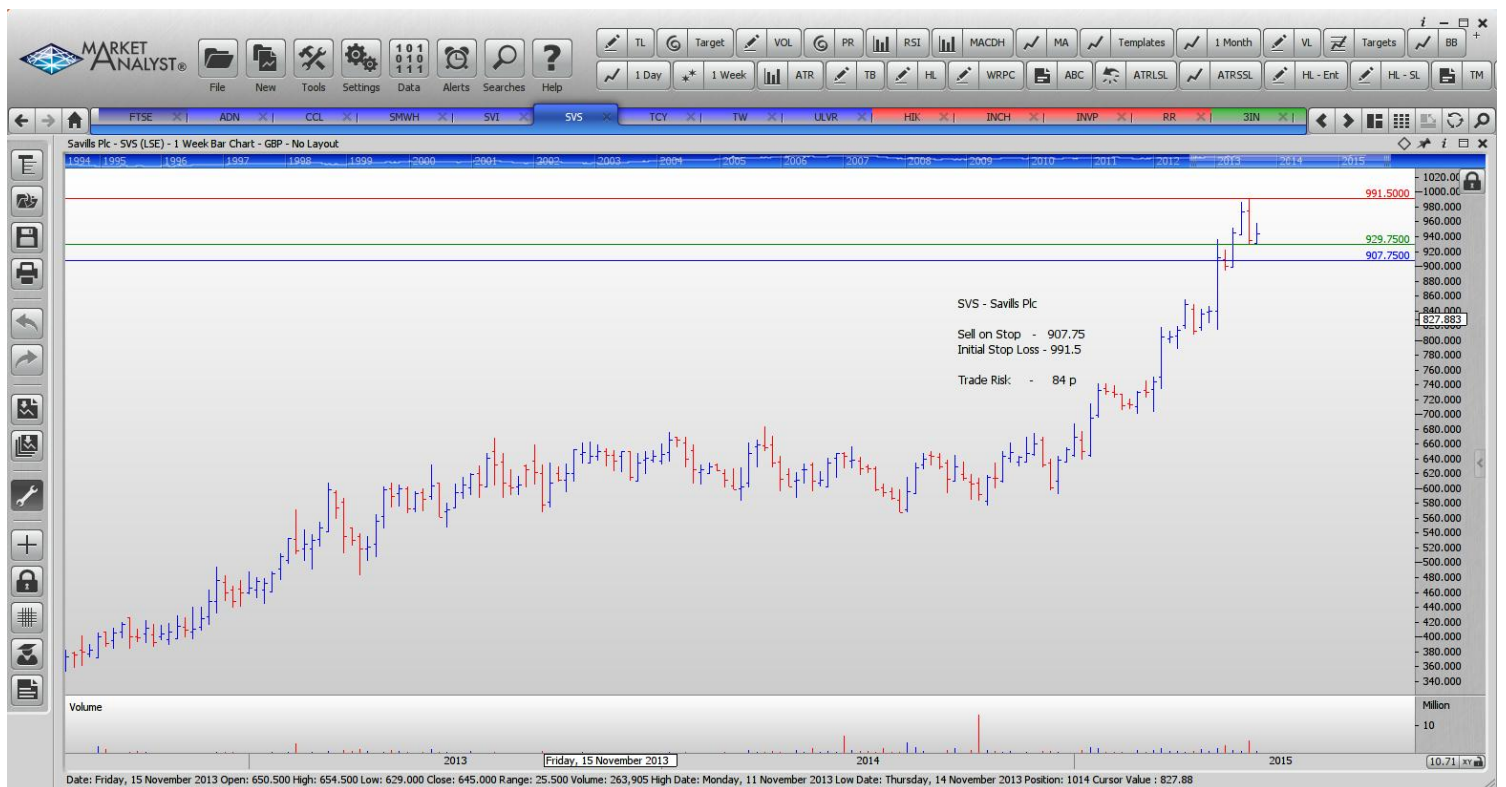 MARKET
ANALYST®
File New Tools Settings Data Alerts Searches Help
TL Target VOL PR RSI MACDH MA Templates 1 Month VL Targets BB
1 Day 1 Week ATR TB HL WRPC ABC ATRLSL ATRSSL HL - Ent HL - SL TM
FTSE ADN CCL SMWH SVI SVS TCY TW ULVR HIK INCH INVP RR 3IN
Savills Plc - SVS (LSE) - 1 Week Bar Chart - GBP - No Layout
1994 1995 1996 1997 1998 1999 2000 2001 2002 2003 2004 2005 2006 2007 2008 2009 2010 2011 2012 2013 2014 2015
1020.00
991.5000
1000.00
980.000
960.000
929.7500
940.000
920.000
907.7500
900.000
880.000
860.000
840.000
827.883
800.000
780.000
760.000
740.000
720.000
700.000
680.000
660.000
640.000
620.000
600.000
580.000
560.000
540.000
520.000
500.000
480.000
460.000
440.000
420.000
400.000
380.000
360.000
340.000
SVS - Savills Plc
Sell on Stop - 907.75
Initial Stop Loss - 991.5
Trade Risk - 84 p
Volume
Million
10
2013 Friday, 15 November 2013 2014 2015
10.71 XY
Date: Friday, 15 November 2013 Open: 650.500 High: 654.500 Low: 629.000 Close: 645.000 Range: 25.500 Volume: 263,905 High Date: Monday, 11 November 2013 Low Date: Thursday, 14 November 2013 Position: 1014 Cursor Value : 827.88